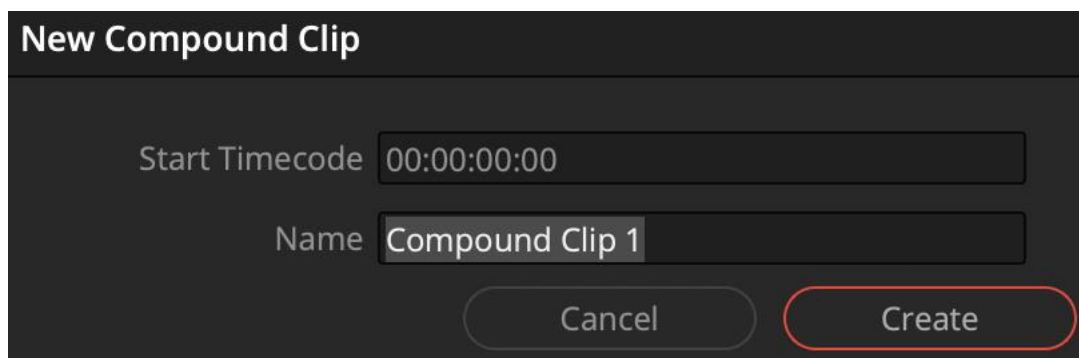 New Compound Clip
Start Timecode 00:00:00:00
Name Compound Clip 1
Cancel Create